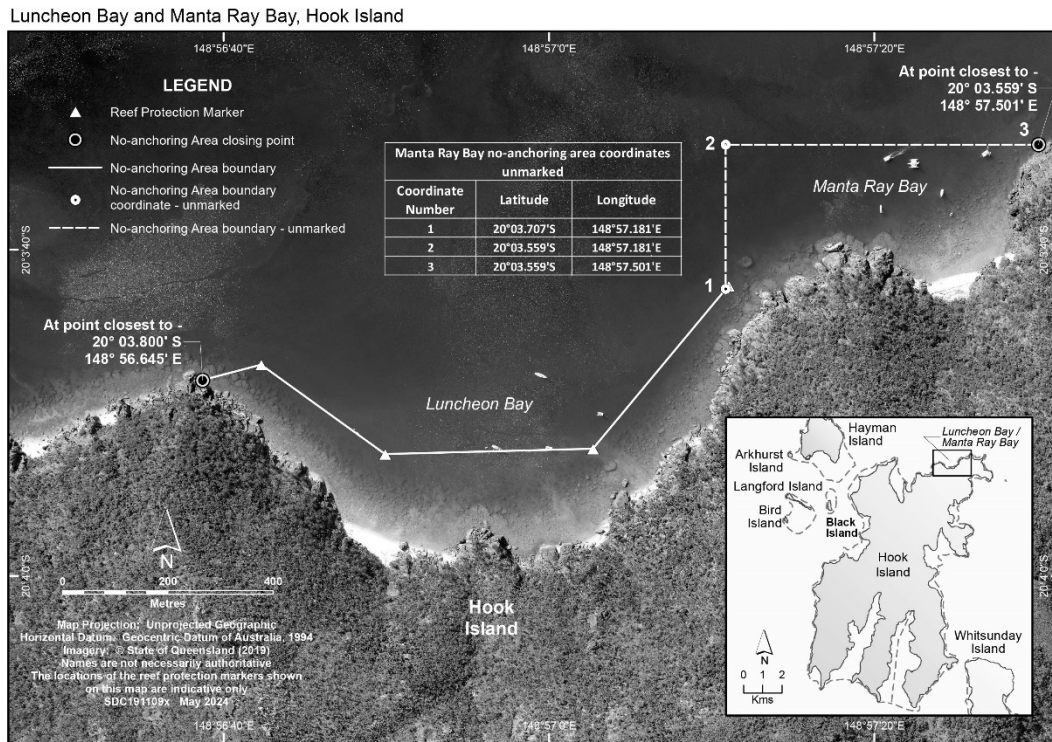 Luncheon Bay and Manta Ray Bay, Hook Island
148°56'40"E
148°57'0"E
148°57'20"E
LEGEND
Reef Protection Marker
No-anchoring Area closing point
No-anchoring Area boundary
No-anchoring Area boundary
coordinate - unmarked
No-anchoring Area boundary - unmarked
At point closest to -
20° 03.559' S
148° 57.501' E
3
2
Manta Ray Bay no-anchoring area coordinates
unmarked
Coordinate Number Latitude Longitude
1 20°03.707'S 148°57.181'E
2 20°03.559'S 148°57.181'E
3 20°03.559'S 148°57.501'E
Manta Ray Bay
20°3'40"S
20°3'40"S
1
At point closest to -
20° 03.800' S
148° 56.645' E
Luncheon Bay
Hayman
Island
Luncheon Bay /
Manta Ray Bay
Arkhurst
Island
Langford Island
Bird
Island
Black
Island
Hook
Island
Whitsunday
Island
N
0 1 2
Kms
20°4'0"S
20°4'0"S
N
0 200 400
Metres
Hook
Island
Map Projection: Unprojected Geographic
Horizontal Datum: Geocentric Datum of Australia, 1994
Imagery: © State of Queensland (2019)
Names are not necessarily authoritative
The locations of the reef protection markers shown
on this map are indicative only
SDC191109x May 2024
148°56'40"E
148°57'0"E
148°57'20"E